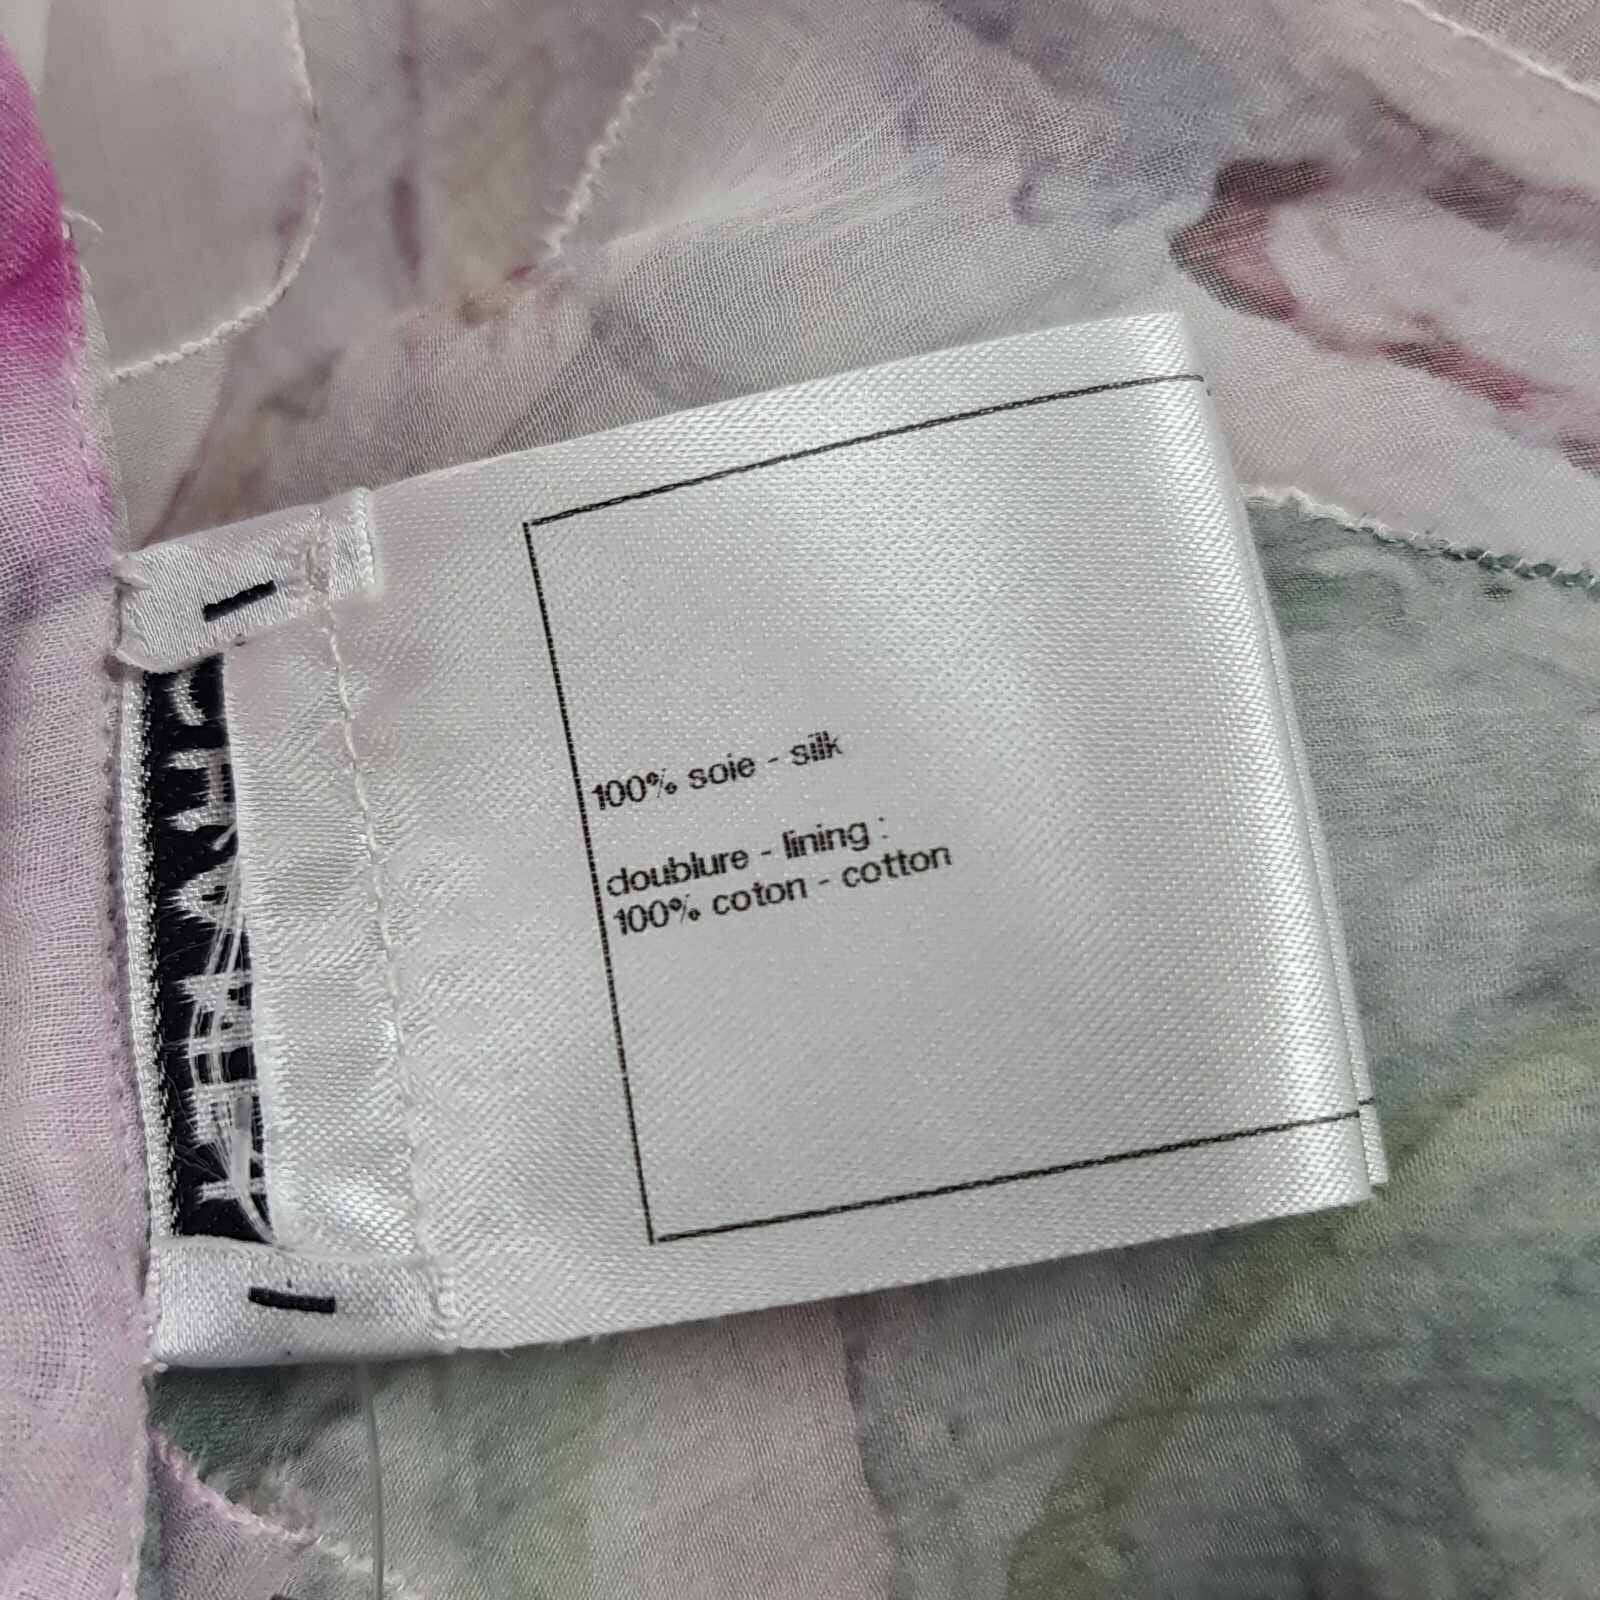 100% soie - silk
doublure - lining :
100% coton - cotton